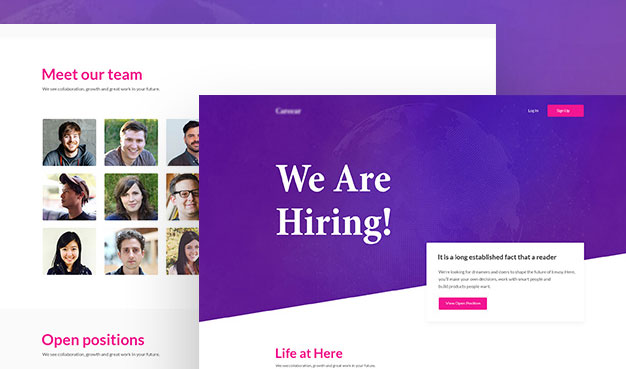 Meet our team
We see collaboration, growth and great work in your future.
Open positions
We see collaboration, growth and great work in your future.
Log In
Sign Up
We Are
Hiring!
It is a long established fact that a reader
We're looking for dreamers and doers to shape the future of Envoy. Here,
you'll make your own decisions, work with smart people and
build products people want.
View Open Position
Life at Here
We see collaboration, growth and great work in your future.